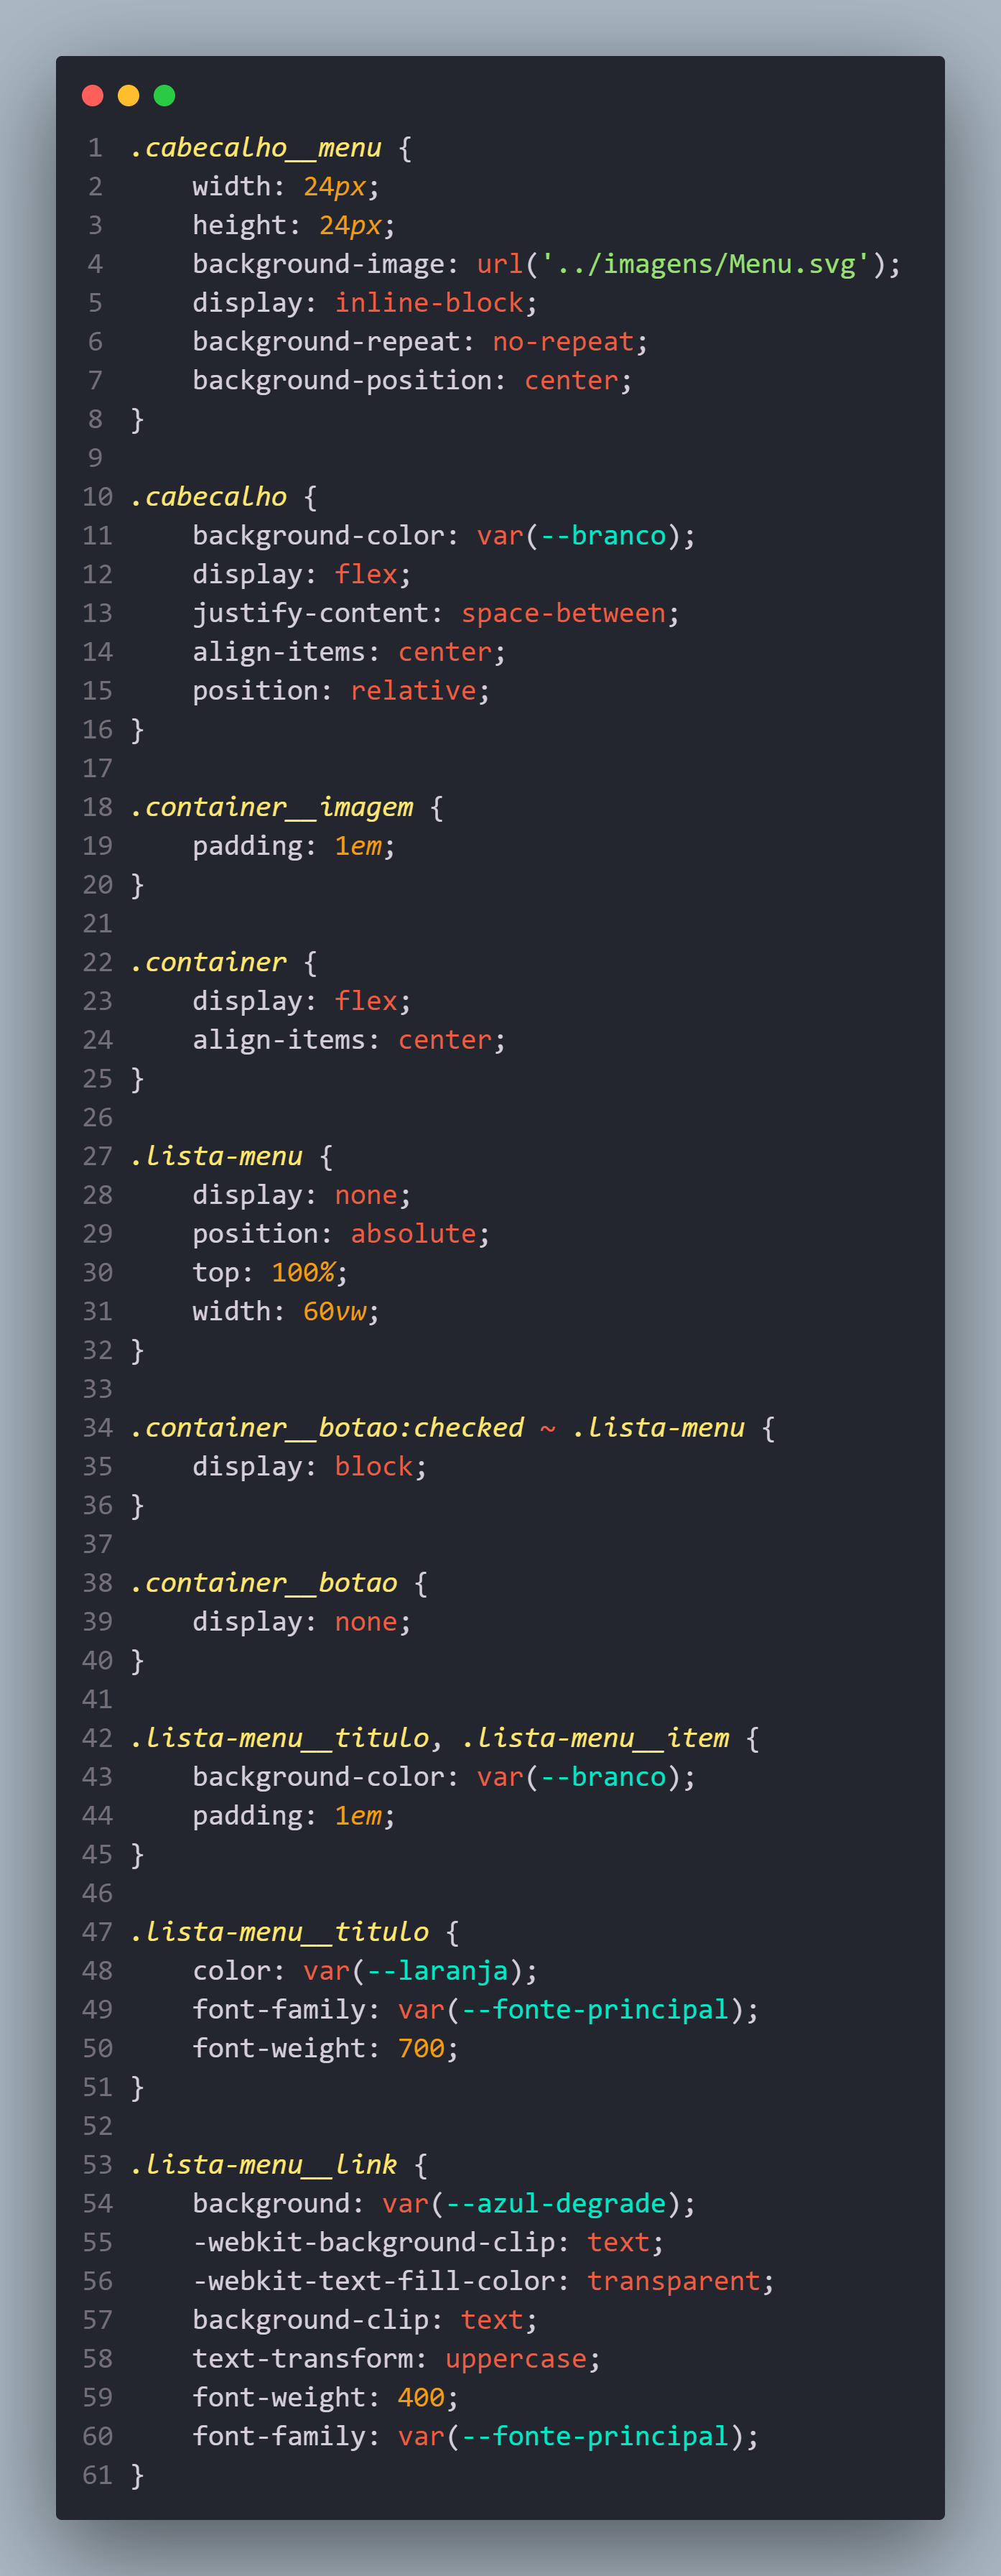 1 .cabecalho__menu {
2     width: 24px;
3     height: 24px;
4     background-image: url('../imagens/Menu.svg');
5     display: inline-block;
6     background-repeat: no-repeat;
7     background-position: center;
8 }
9
10 .cabecalho {
11     background-color: var(--branco);
12     display: flex;
13     justify-content: space-between;
14     align-items: center;
15     position: relative;
16 }
17
18 .container__imagem {
19     padding: 1em;
20 }
21
22 .container {
23     display: flex;
24     align-items: center;
25 }
26
27 .lista-menu {
28     display: none;
29     position: absolute;
30     top: 100%;
31     width: 60vw;
32 }
33
34 .container__botao:checked ~ .lista-menu {
35     display: block;
36 }
37
38 .container__botao {
39     display: none;
40 }
41
42 .lista-menu__titulo, .lista-menu__item {
43     background-color: var(--branco);
44     padding: 1em;
45 }
46
47 .lista-menu__titulo {
48     color: var(--laranja);
49     font-family: var(--fonte-principal);
50     font-weight: 700;
51 }
52
53 .lista-menu__link {
54     background: var(--azul-degrade);
55     -webkit-background-clip: text;
56     -webkit-text-fill-color: transparent;
57     background-clip: text;
58     text-transform: uppercase;
59     font-weight: 400;
60     font-family: var(--fonte-principal);
61 }